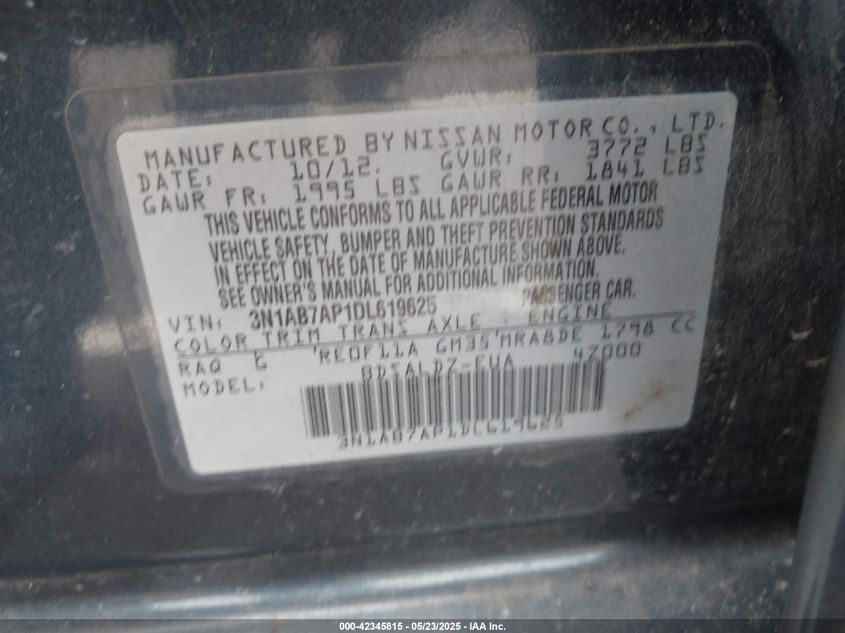 MANUFACTURED BY NISSAN MOTOR CO., LTD.
DATE: 10/12. GVWR: 3772 LBS
GAWR FR: 1995 LBS GAWR RR: 1841 LBS
THIS VEHICLE CONFORMS TO ALL APPLICABLE FEDERAL MOTOR
VEHICLE SAFETY, BUMPER AND THEFT PREVENTION STANDARDS
IN EFFECT ON THE DATE OF MANUFACTURE SHOWN ABOVE.
SEE OWNER'S MANUAL FOR ADDITIONAL INFORMATION.
VIN: 3N1AB7AP1DL619625 PASSENGER CAR.
COLOR TRIM TRANS AXLE ENGINE
RAQ G REOF11A GM35 MRA8DE 1798 CC
MODEL: BDSALDZ-EUA 42000
3N1AB7AP1DL619625
000-42345815 - 05/23/2025 - IAA Inc.